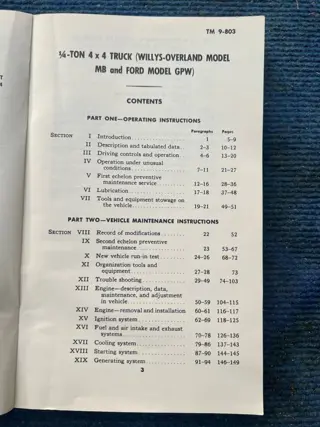 TM 9-803
¼-TON 4 x 4 TRUCK (WILLYS-OVERLAND MODEL
MB and FORD MODEL GPW)
CONTENTS
PART ONE—OPERATING INSTRUCTIONS
Paragraphs Pages
SECTION I Introduction 1 5-9
II Description and tabulated data 2-3 10-12
III Driving controls and operation 4-6 13-20
IV Operation under unusual
conditions 7-11 21-27
V First echelon preventive
maintenance service 12-16 28-36
VI Lubrication 17-18 37-48
VII Tools and equipment stowage on
the vehicle 19-21 49-51
PART TWO—VEHICLE MAINTENANCE INSTRUCTIONS
SECTION VIII Record of modifications 22 52
IX Second echelon preventive
maintenance 23 53-67
X New vehicle run-in test 24-26 68-72
XI Organization tools and
equipment 27-28 73
XII Trouble shooting 29-49 74-103
XIII Engine—description, data,
maintenance, and adjustment
in vehicle 50-59 104-115
XIV Engine—removal and installation 60-61 116-117
XV Ignition system 62-69 118-125
XVI Fuel and air intake and exhaust
systems 70-78 126-136
XVII Cooling system 79-86 137-143
XVIII Starting system 87-90 144-145
XIX Generating system 91-94 146-149
3